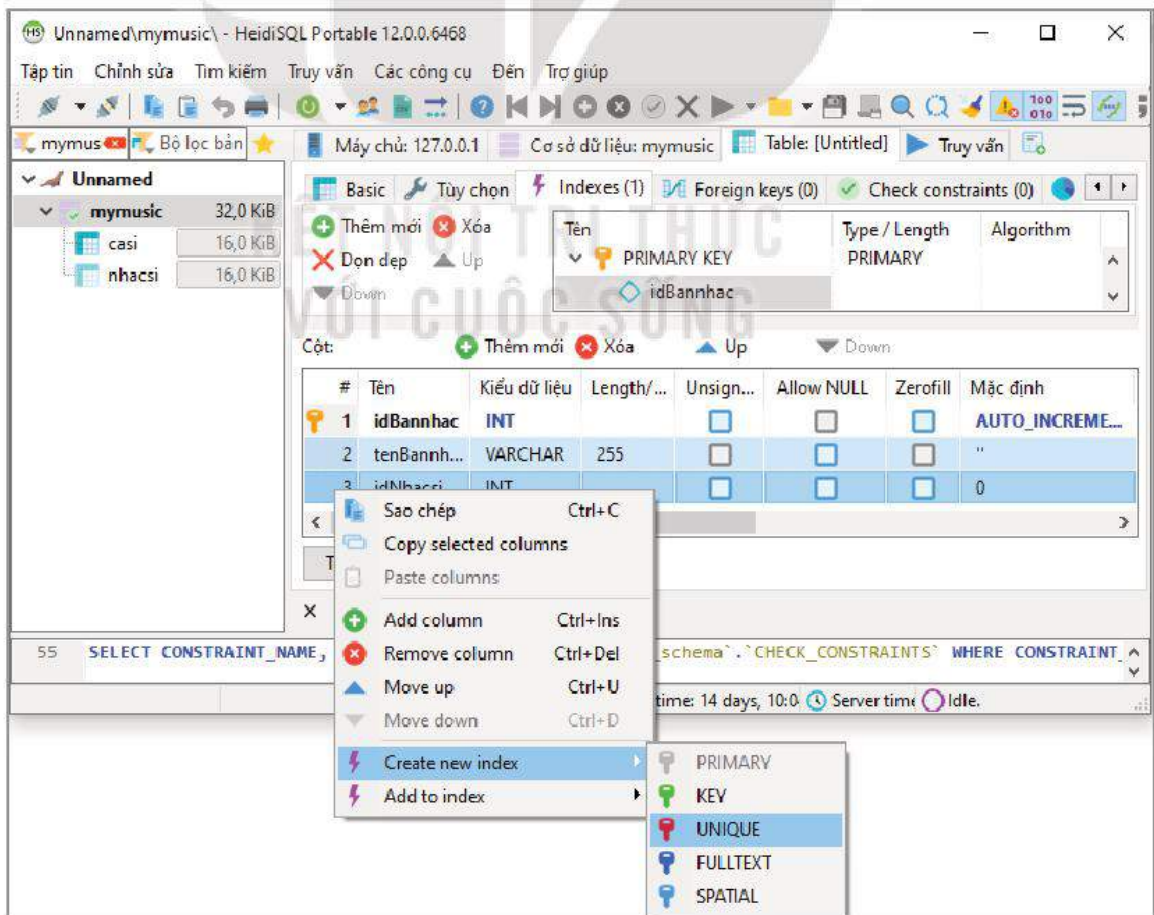 Unnamed\mymusic\ - HeidiSQL Portable 12.0.0.6468
Tập tin Chỉnh sửa Tìm kiếm Truy vấn Các công cụ Đến Trợ giúp
mymus Bộ lọc bản Máy chủ: 127.0.0.1 Cơ sở dữ liệu: mymusic Table: [Untitled] Truy vấn
Unnamed
mymusic 32,0 KiB
casi 16,0 KiB
nhacsi 16,0 KiB
Basic Tùy chọn Indexes (1) Foreign keys (0) Check constraints (0)
Thêm mới Xóa
Dọn dẹp Up
Down
Tên Type / Length Algorithm
PRIMARY KEY PRIMARY
idBannhac
KẾT NỐI TRI THỨC
VỚI CUỘC SỐNG
Cột: Thêm mới Xóa Up Down
# Tên Kiểu dữ liệu Length/... Unsign... Allow NULL Zerofill Mặc định
1 idBannhac INT AUTO_INCREME...
2 tenBannh... VARCHAR 255 ''
3 idNhacsi INT 0
Sao chép Ctrl+C
Copy selected columns
Paste columns
Add column Ctrl+Ins
Remove column Ctrl+Del
Move up Ctrl+U
Move down Ctrl+D
Create new index
Add to index
PRIMARY
KEY
UNIQUE
FULLTEXT
SPATIAL
55 SELECT CONSTRAINT_NAME, _schema`.`CHECK_CONSTRAINTS` WHERE CONSTRAINT_
time: 14 days, 10:0 Server time Idle.